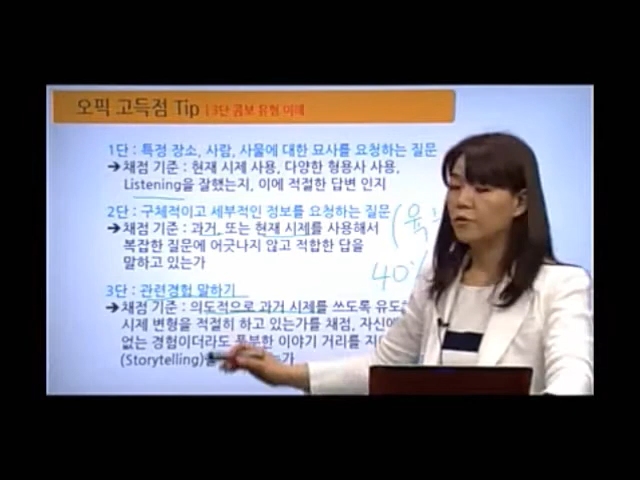 오픽 고득점 Tip | 3단 콤보 유형 이해
1단 : 특정 장소, 사람, 사물에 대한 묘사를 요청하는 질문
➔ 채점 기준 : 현재 시제 사용, 다양한 형용사 사용,
Listening을 잘했는지, 이에 적절한 답변 인지
2단 : 구체적이고 세부적인 정보를 요청하는 질문
➔ 채점 기준 : 과거, 또는 현재 시제를 사용해서
복잡한 질문에 어긋나지 않고 적합한 답을
말하고 있는가
40%
3단 : 관련경험 말하기
➔ 채점 기준 : 의도적으로 과거 시제를 쓰도록 유도
시제 변형을 적절히 하고 있는가를 채점, 자신에
없는 경험이더라도 풍부한 이야기 거리를
(Storytelling)